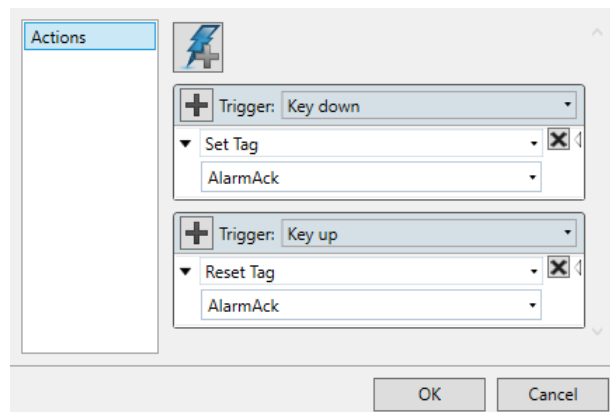 Actions
Trigger: Key down
Set Tag
AlarmAck
Trigger: Key up
Reset Tag
AlarmAck
OK Cancel